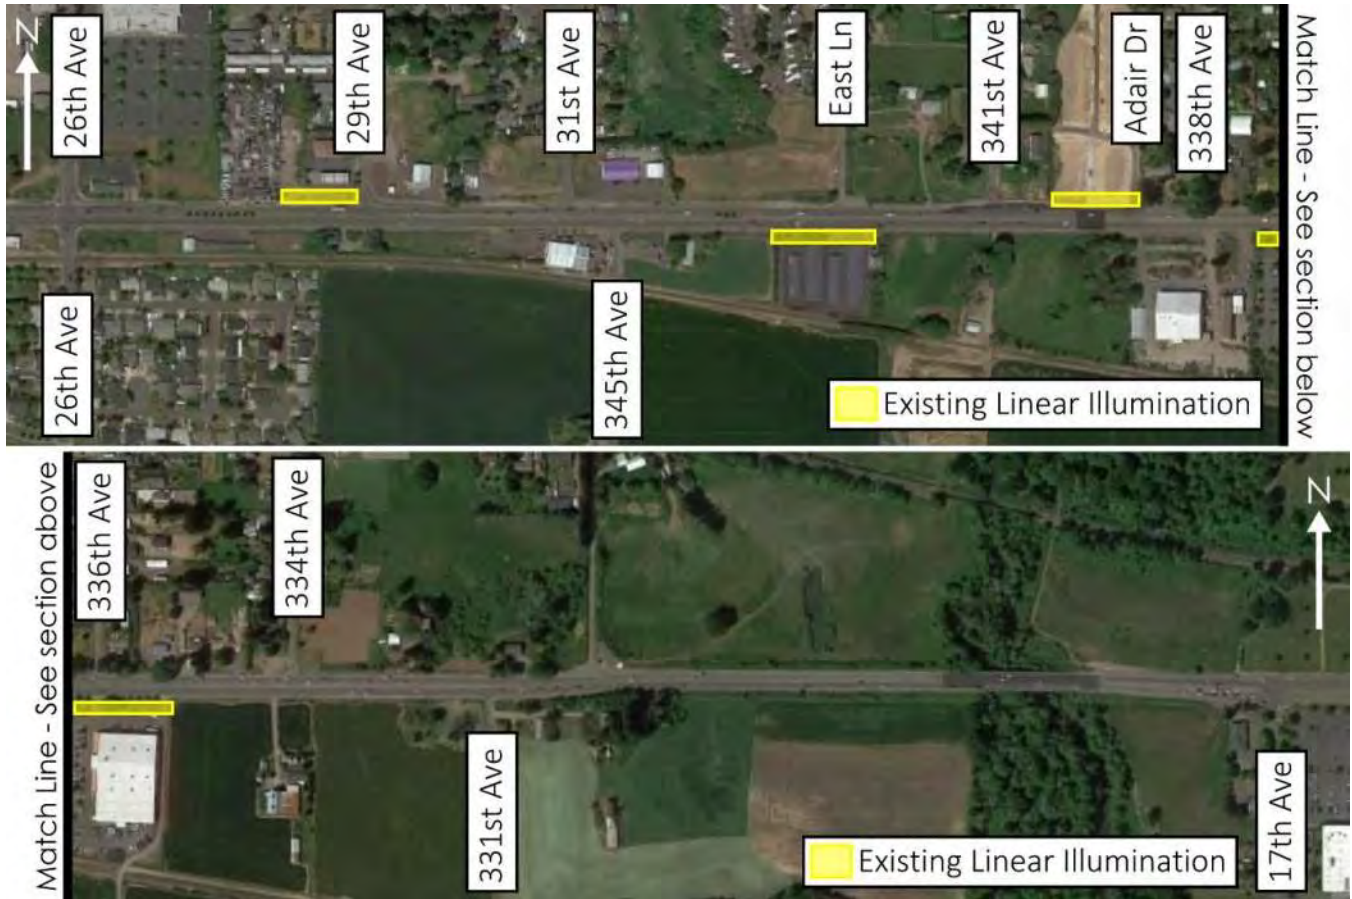 N
26th Ave
29th Ave
31st Ave
East Ln
341st Ave
Adair Dr
338th Ave
Match Line - See section below
26th Ave
345th Ave
Existing Linear Illumination
Match Line - See section above
336th Ave
334th Ave
N
331st Ave
17th Ave
Existing Linear Illumination